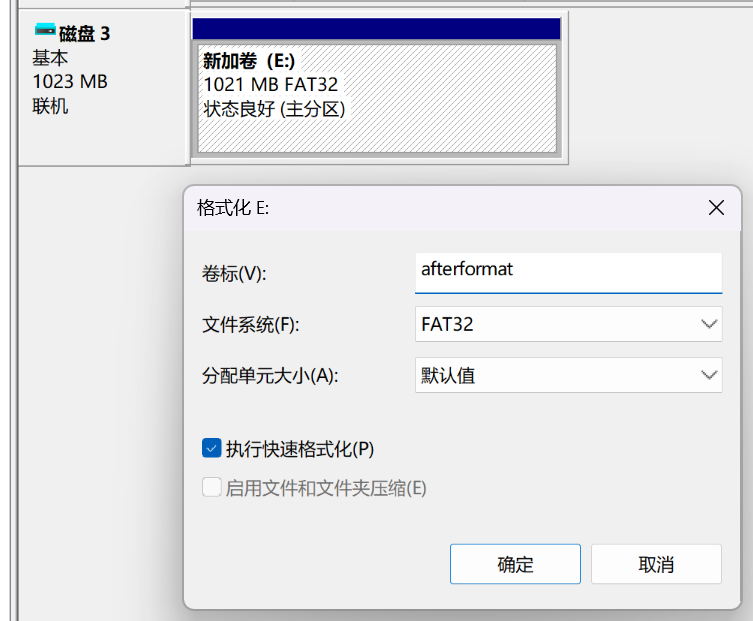 磁盘 3
基本
1023 MB
联机
新加卷 (E:)
1021 MB FAT32
状态良好 (主分区)
格式化 E:
卷标(V):
afterformat
文件系统(F):
FAT32
分配单元大小(A):
默认值
执行快速格式化(P)
启用文件和文件夹压缩(E)
确定
取消